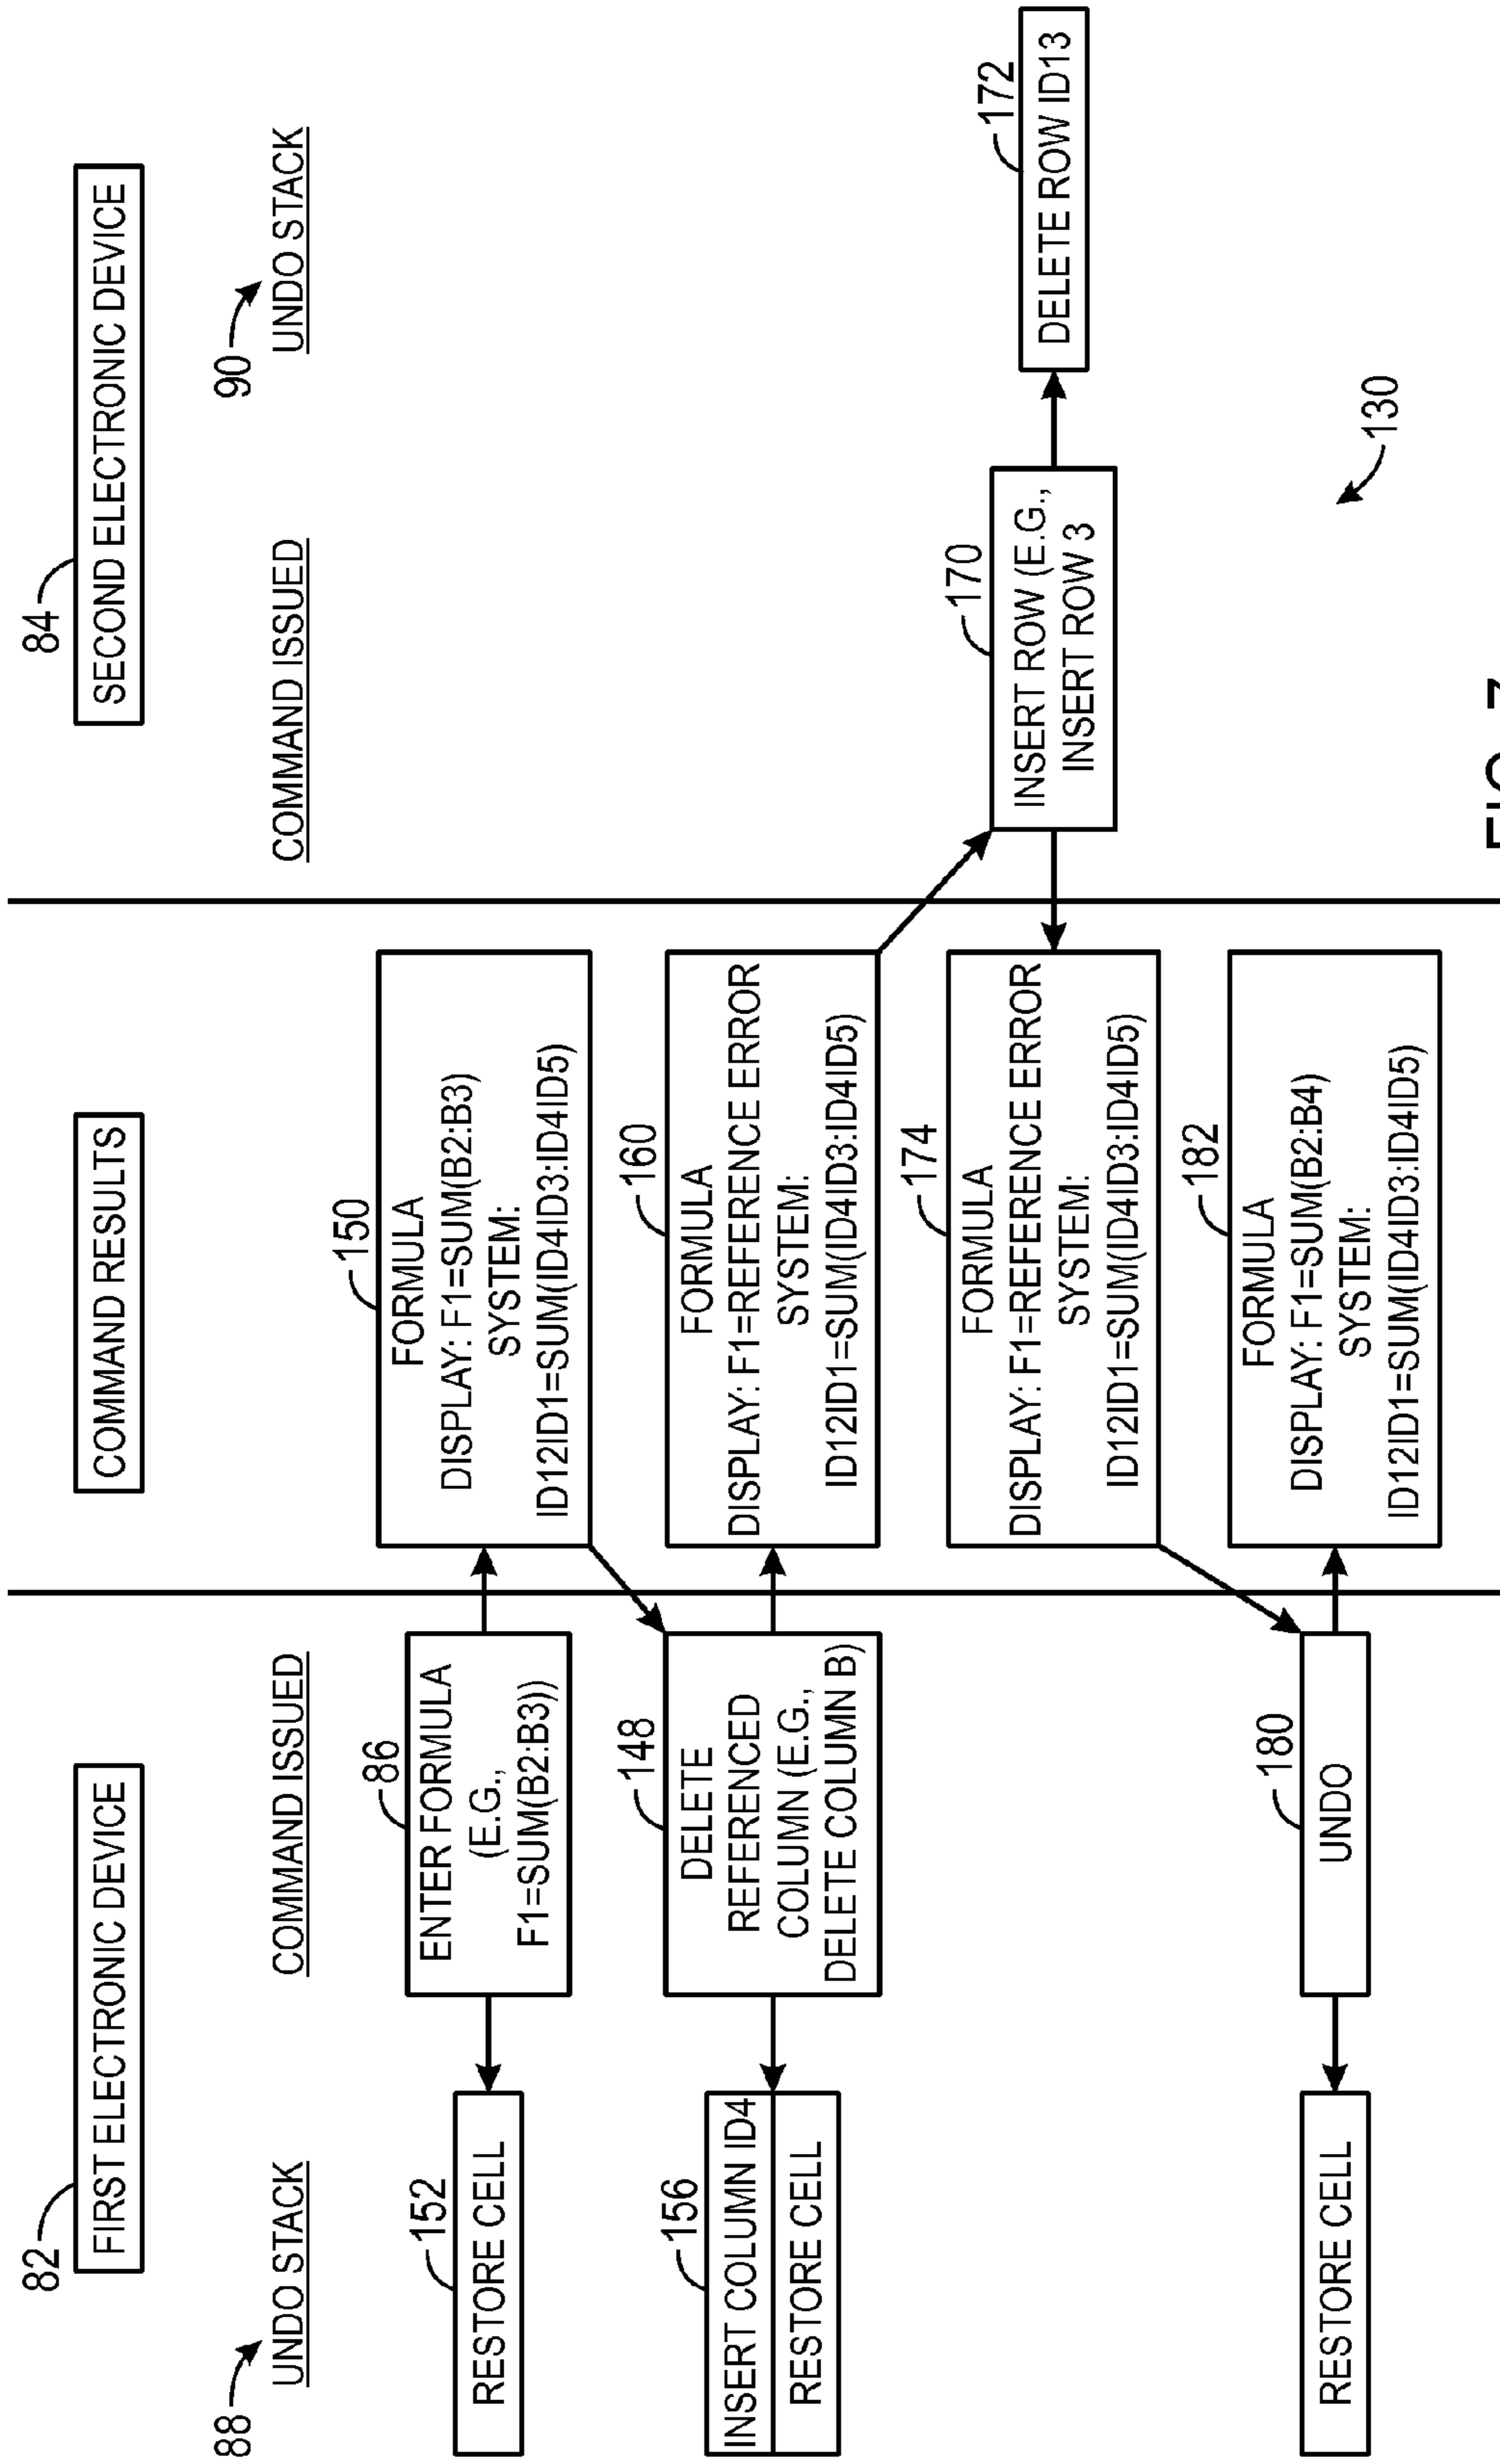 82
FIRST ELECTRONIC DEVICE
COMMAND RESULTS
84
SECOND ELECTRONIC DEVICE
88
UNDO STACK
COMMAND ISSUED
COMMAND ISSUED
90
UNDO STACK
152
RESTORE CELL
86
ENTER FORMULA
(E.G.,
F1=SUM(B2:B3))
150
FORMULA
DISPLAY: F1=SUM(B2:B3)
SYSTEM:
ID12ID1=SUM(ID4ID3:ID4ID5)
156
INSERT COLUMN ID4
RESTORE CELL
148
DELETE
REFERENCED
COLUMN (E.G.,
DELETE COLUMN B)
160
FORMULA
DISPLAY: F1=REFERENCE ERROR
SYSTEM:
ID12ID1=SUM(ID4ID3:ID4ID5)
170
INSERT ROW (E.G.,
INSERT ROW 3
172
DELETE ROW ID13
174
FORMULA
DISPLAY: F1=REFERENCE ERROR
SYSTEM:
ID12ID1=SUM(ID4ID3:ID4ID5)
RESTORE CELL
180
UNDO
182
FORMULA
DISPLAY: F1=SUM(B2:B4)
SYSTEM:
ID12ID1=SUM(ID4ID3:ID4ID5)
130